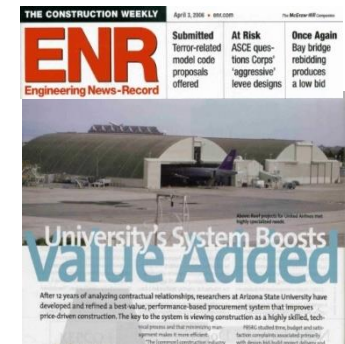 THE CONSTRUCTION WEEKLY
April 3, 2006 • enr.com
The McGraw-Hill Companies
ENR
Engineering News-Record
Submitted
Terror-related
model code
proposals
offered
At Risk
ASCE ques-
tions Corps'
'aggressive'
levee designs
Once Again
Bay bridge
rebidding
produces
a low bid
University's System Boosts
Value Added
After 12 years of analyzing contractual relationships, researchers at Arizona State University have
developed and refined a best-value, performance-based procurement system that improves
price-driven construction. The key to the system is viewing construction as a highly skilled, tech-